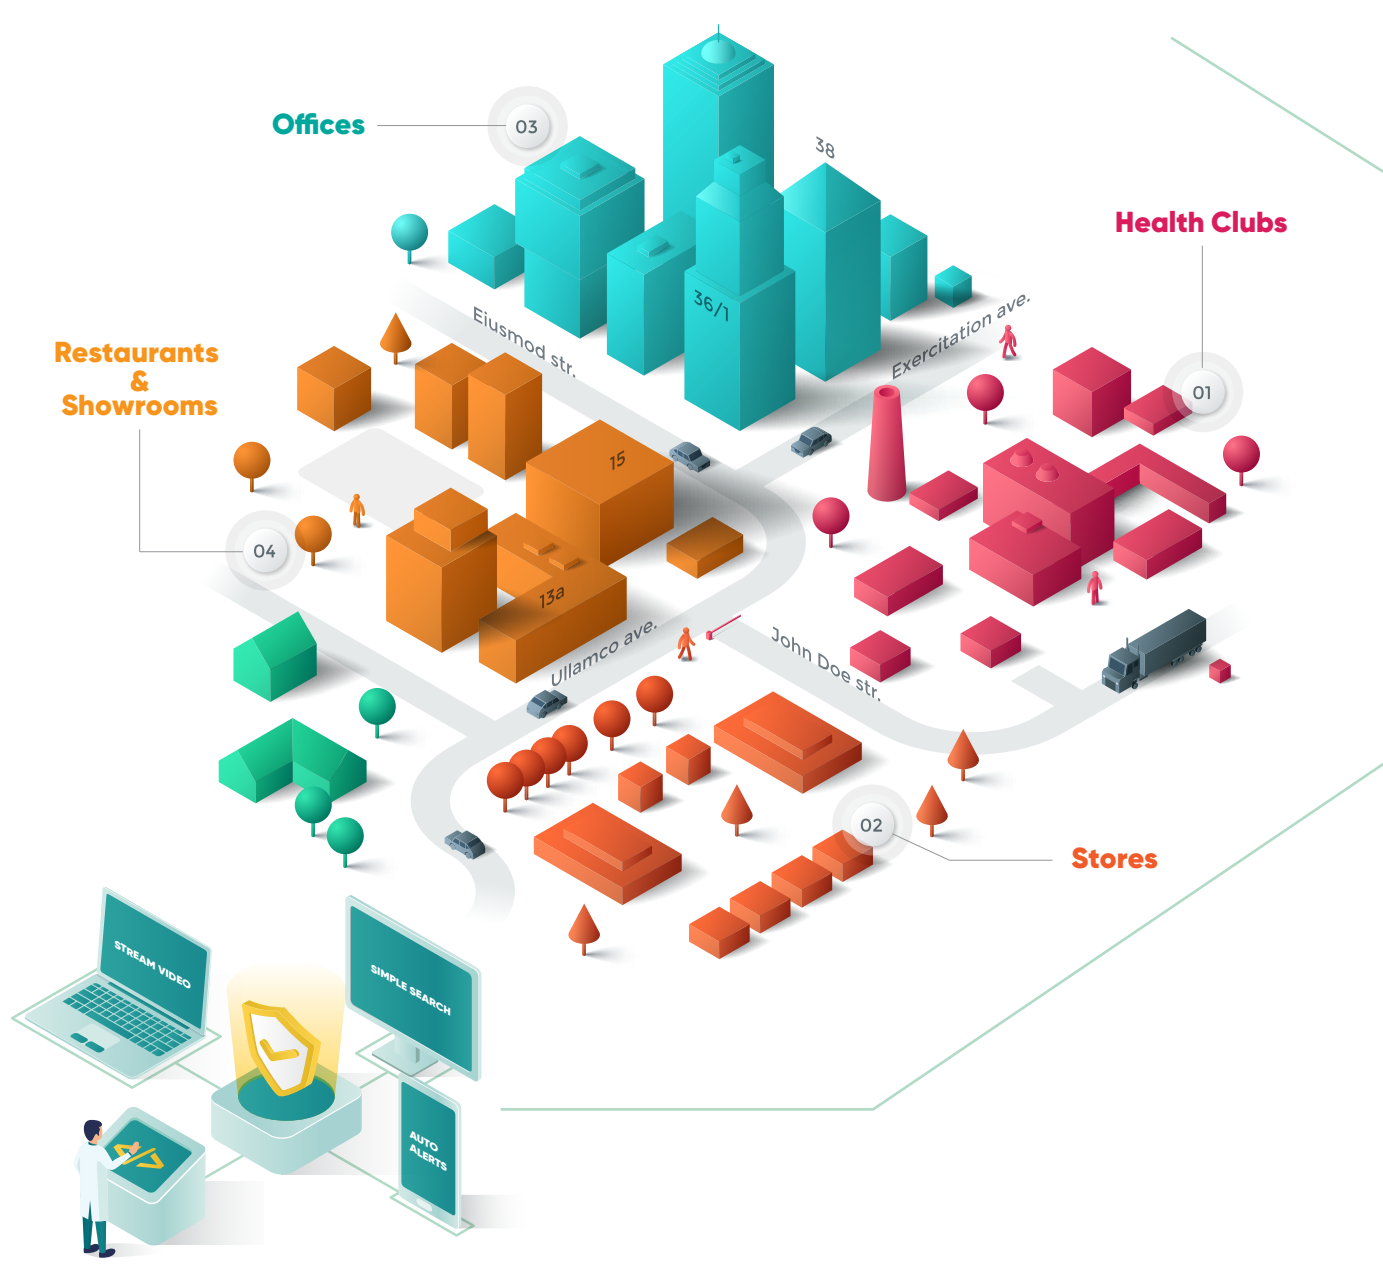 Offices
03
38
Health Clubs
36/1
Eiusmod str.
Exercitation ave.
Restaurants
&
Showrooms
01
15
04
13a
Ullamco ave.
John Doe str.
02
Stores
STREAM VIDEO
SIMPLE SEARCH
AUTO
ALERTS